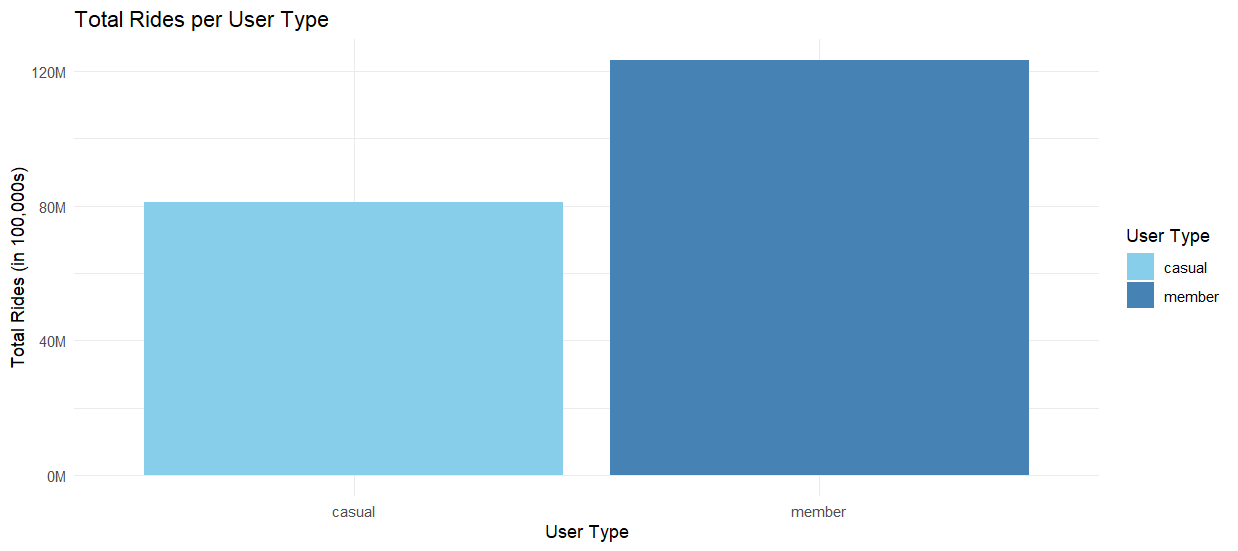 Total Rides per User Type
Total Rides (in 100,000s)
120M
80M
40M
0M
casual
member
User Type
User Type
casual
member